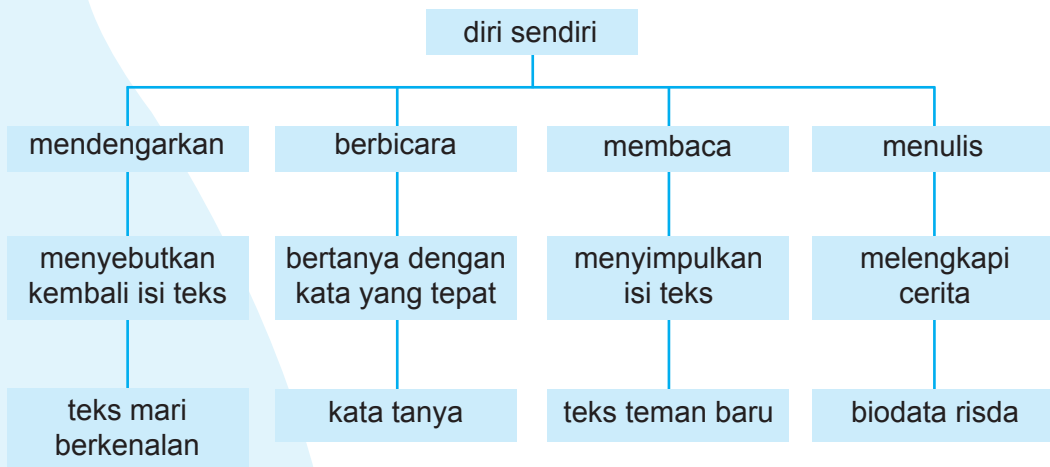 diri sendiri
mendengarkan
berbicara
membaca
menulis
menyebutkan
kembali isi teks
bertanya dengan
kata yang tepat
menyimpulkan
isi teks
melengkapi
cerita
teks mari
berkenalan
kata tanya
teks teman baru
biodata risda